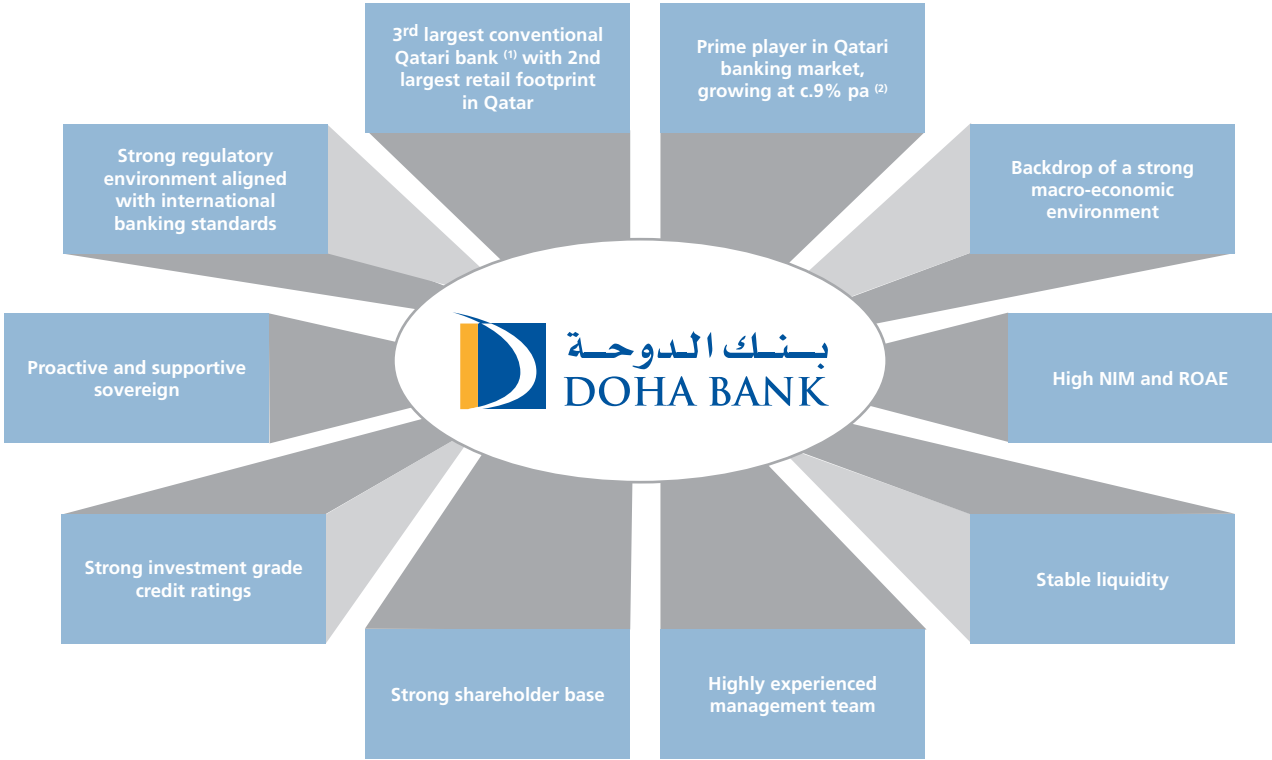 3rd largest conventional
Qatari bank (1) with 2nd
largest retail footprint
in Qatar
Prime player in Qatari
banking market,
growing at c.9% pa (2)
Strong regulatory
environment aligned
with international
banking standards
Backdrop of a strong
macro-economic
environment
Proactive and supportive
sovereign
بنك الدوحة
DOHA BANK
High NIM and ROAE
Strong investment grade
credit ratings
Stable liquidity
Strong shareholder base
Highly experienced
management team